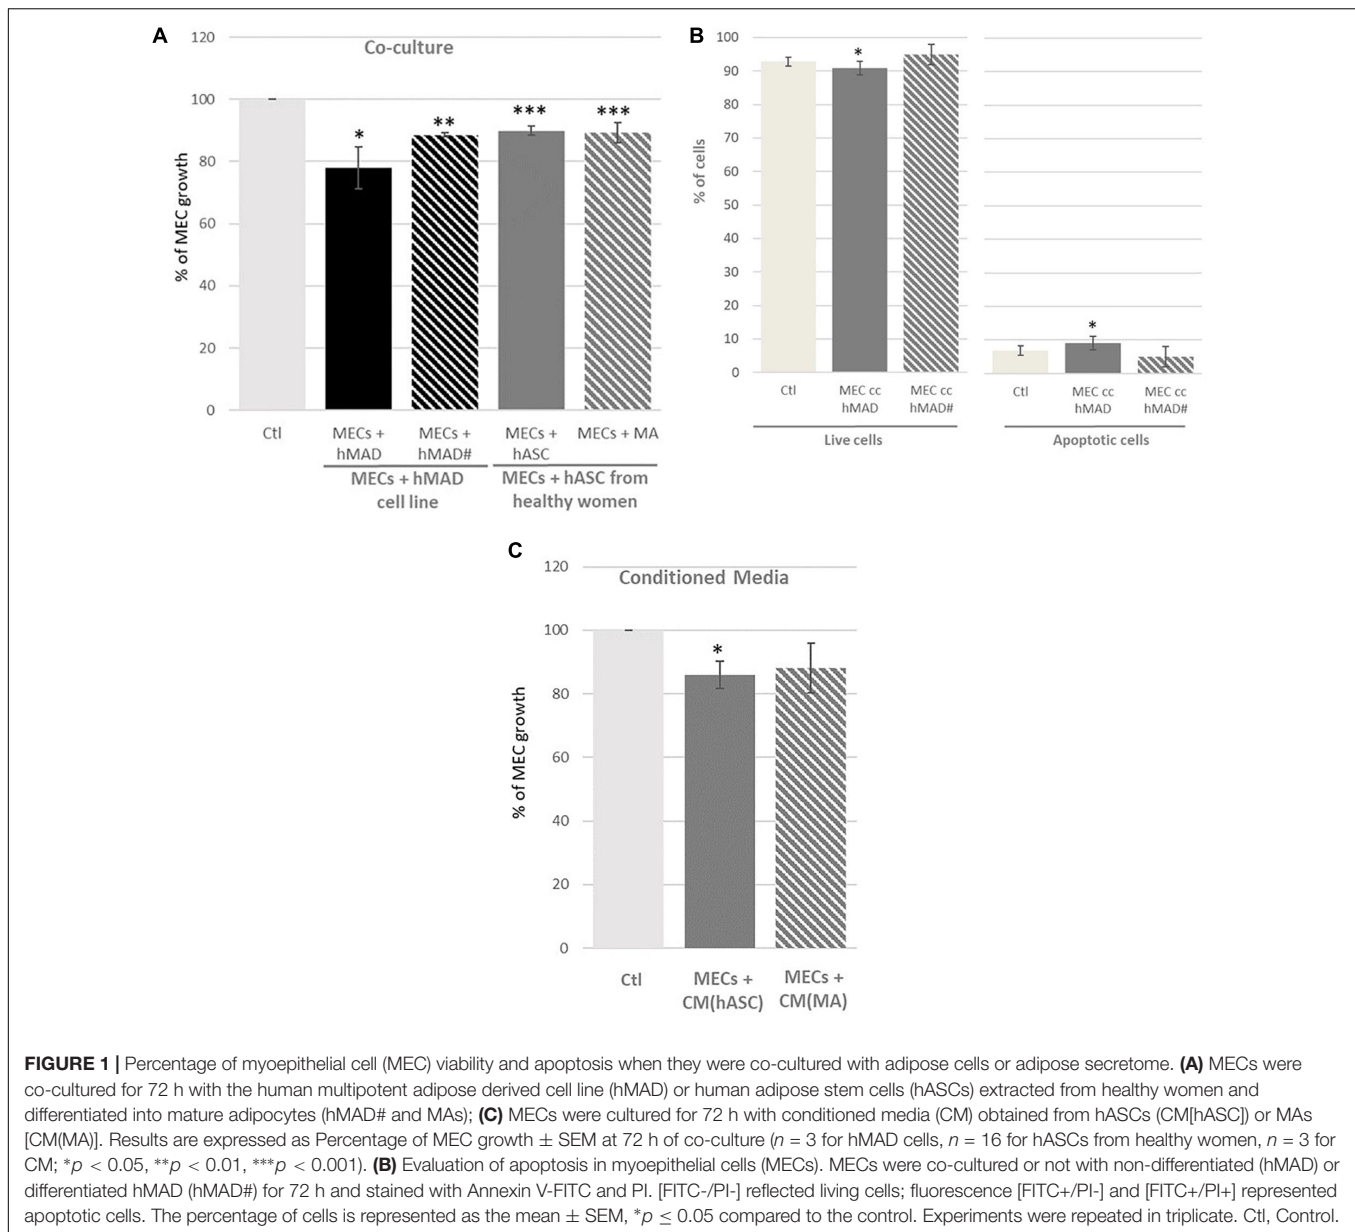 A
Co-culture
120
100
80
60
40
20
0
% of MEC growth
*
**
***
***
Ctl
MECs +
hMAD
MECs +
hMAD#
MECs +
hASC
MECs + MA
MECs + hMAD
cell line
MECs + hASC from
healthy women
B
100
90
80
70
60
50
40
30
20
10
0
% of cells
*
*
Ctl
MEC cc
hMAD
MEC cc
hMAD#
Ctl
MEC cc
hMAD
MEC cc
hMAD#
Live cells
Apoptotic cells
C
Conditioned Media
120
100
80
60
40
20
0
% of MEC growth
*
Ctl
MECs +
CM(hASC)
MECs +
CM(MA)
FIGURE 1 | Percentage of myoepithelial cell (MEC) viability and apoptosis when they were co-cultured with adipose cells or adipose secretome. (A) MECs were
co-cultured for 72 h with the human multipotent adipose derived cell line (hMAD) or human adipose stem cells (hASCs) extracted from healthy women and
differentiated into mature adipocytes (hMAD# and MAs); (C) MECs were cultured for 72 h with conditioned media (CM) obtained from hASCs (CM[hASC]) or MAs
[CM(MA)]. Results are expressed as Percentage of MEC growth ± SEM at 72 h of co-culture (n = 3 for hMAD cells, n = 16 for hASCs from healthy women, n = 3 for
CM; *p < 0.05, **p < 0.01, ***p < 0.001). (B) Evaluation of apoptosis in myoepithelial cells (MECs). MECs were co-cultured or not with non-differentiated (hMAD) or
differentiated hMAD (hMAD#) for 72 h and stained with Annexin V-FITC and PI. [FITC-/PI-] reflected living cells; fluorescence [FITC+/PI-] and [FITC+/PI+] represented
apoptotic cells. The percentage of cells is represented as the mean ± SEM, *p ≤ 0.05 compared to the control. Experiments were repeated in triplicate. Ctl, Control.